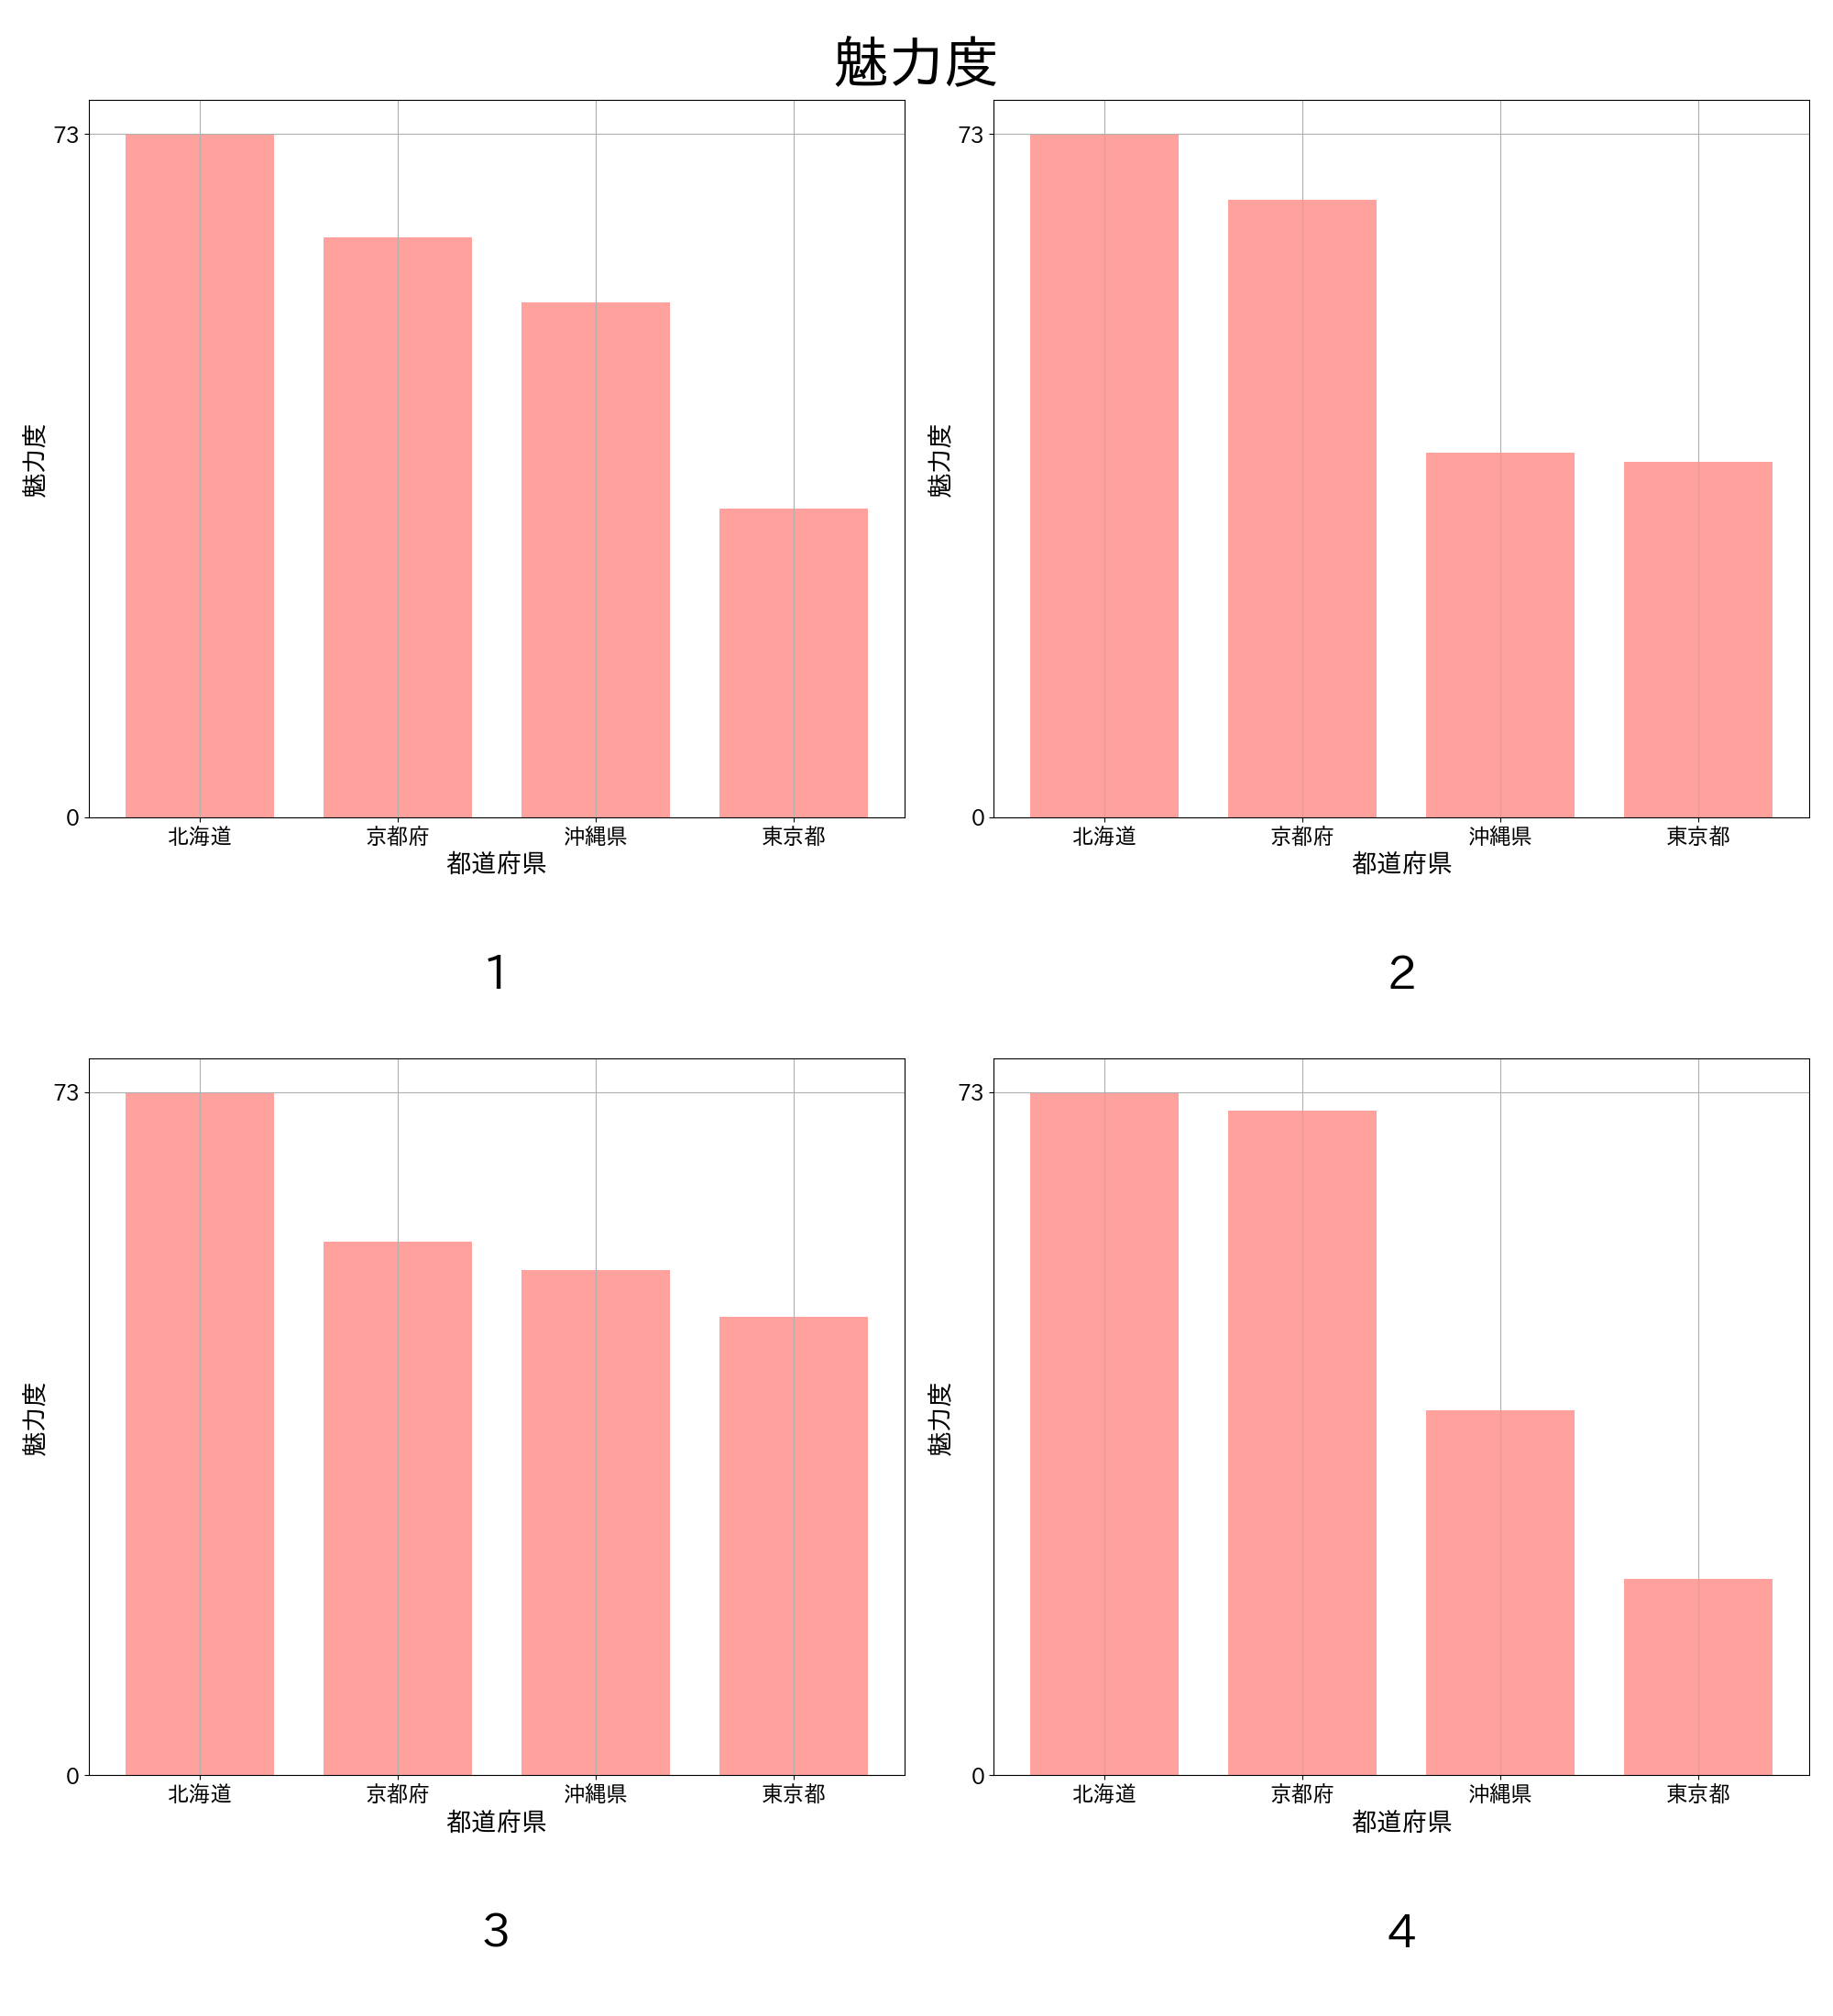 魅力度
73
0
魅力度
北海道 京都府 沖縄県 東京都
都道府県
1
73
0
魅力度
北海道 京都府 沖縄県 東京都
都道府県
2
73
0
魅力度
北海道 京都府 沖縄県 東京都
都道府県
3
73
0
魅力度
北海道 京都府 沖縄県 東京都
都道府県
4